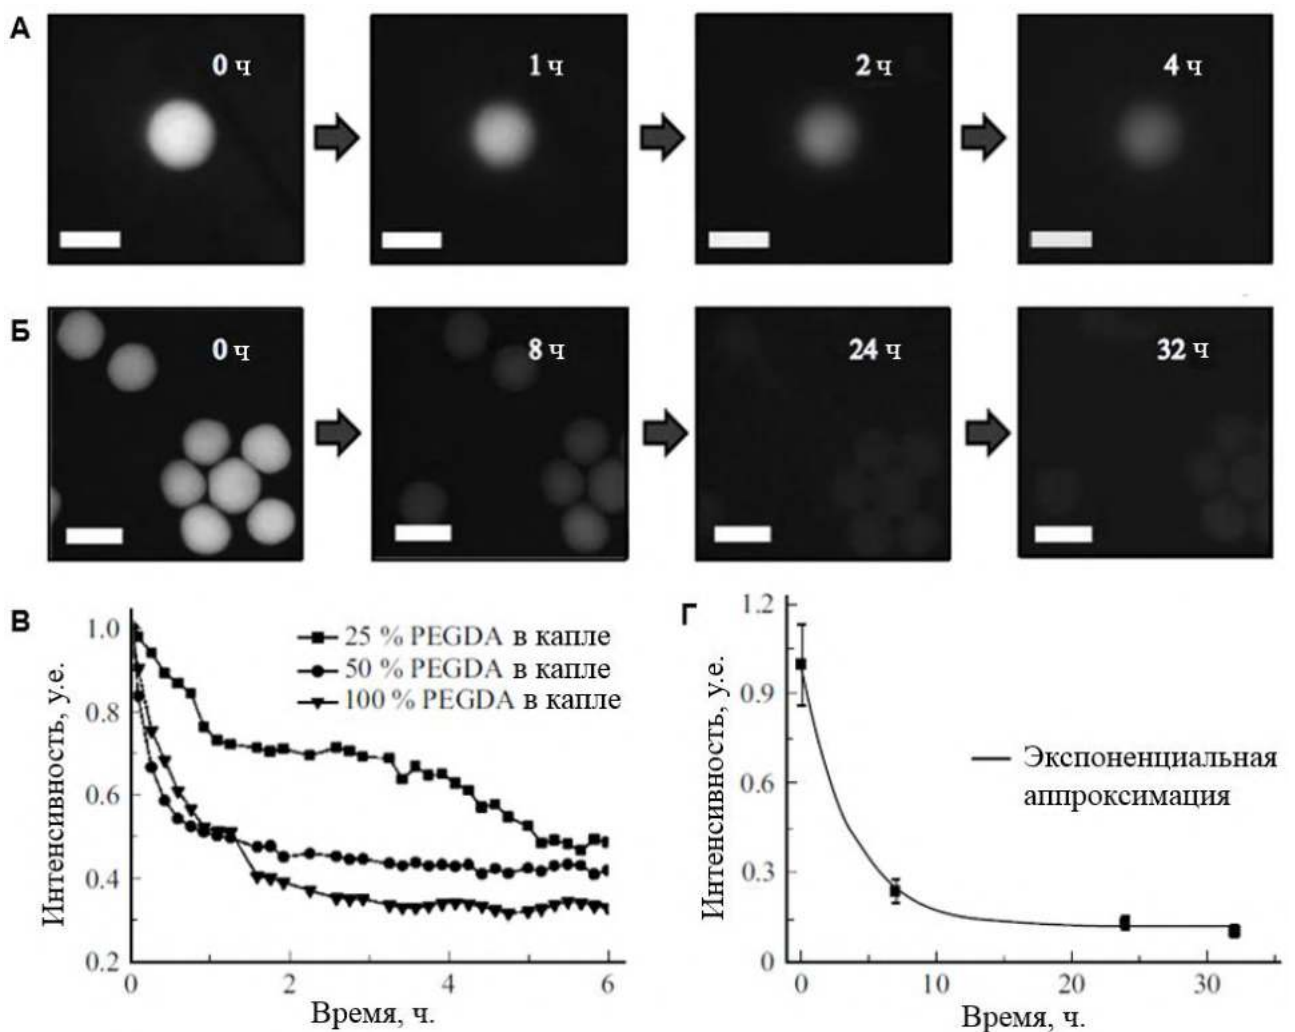 А
0 ч
1 ч
2 ч
4 ч
Б
0 ч
8 ч
24 ч
32 ч
В
Интенсивность, у.е.
1.0
0.8
0.6
0.4
0.2
25 % PEGDA в капле
50 % PEGDA в капле
100 % PEGDA в капле
0
2
4
6
Время, ч.
Г
Интенсивность, у.е.
1.2
0.9
0.6
0.3
0
Экспоненциальная
аппроксимация
0
10
20
30
Время, ч.